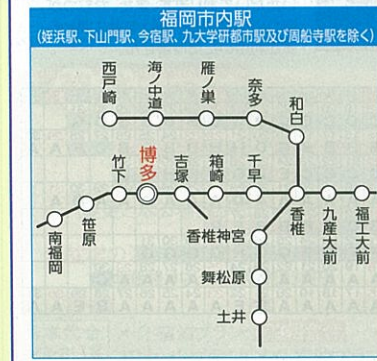 福岡市内駅
(姪浜駅、下山門駅、今宿駅、九大学研都市駅及び周船寺駅を除く)
西戸崎
海ノ中道
雁ノ巣
奈多
和白
竹下
博多
吉塚
箱崎
千早
香椎
九産大前
福工大前
南福岡
笹原
香椎神宮
舞松原
土井